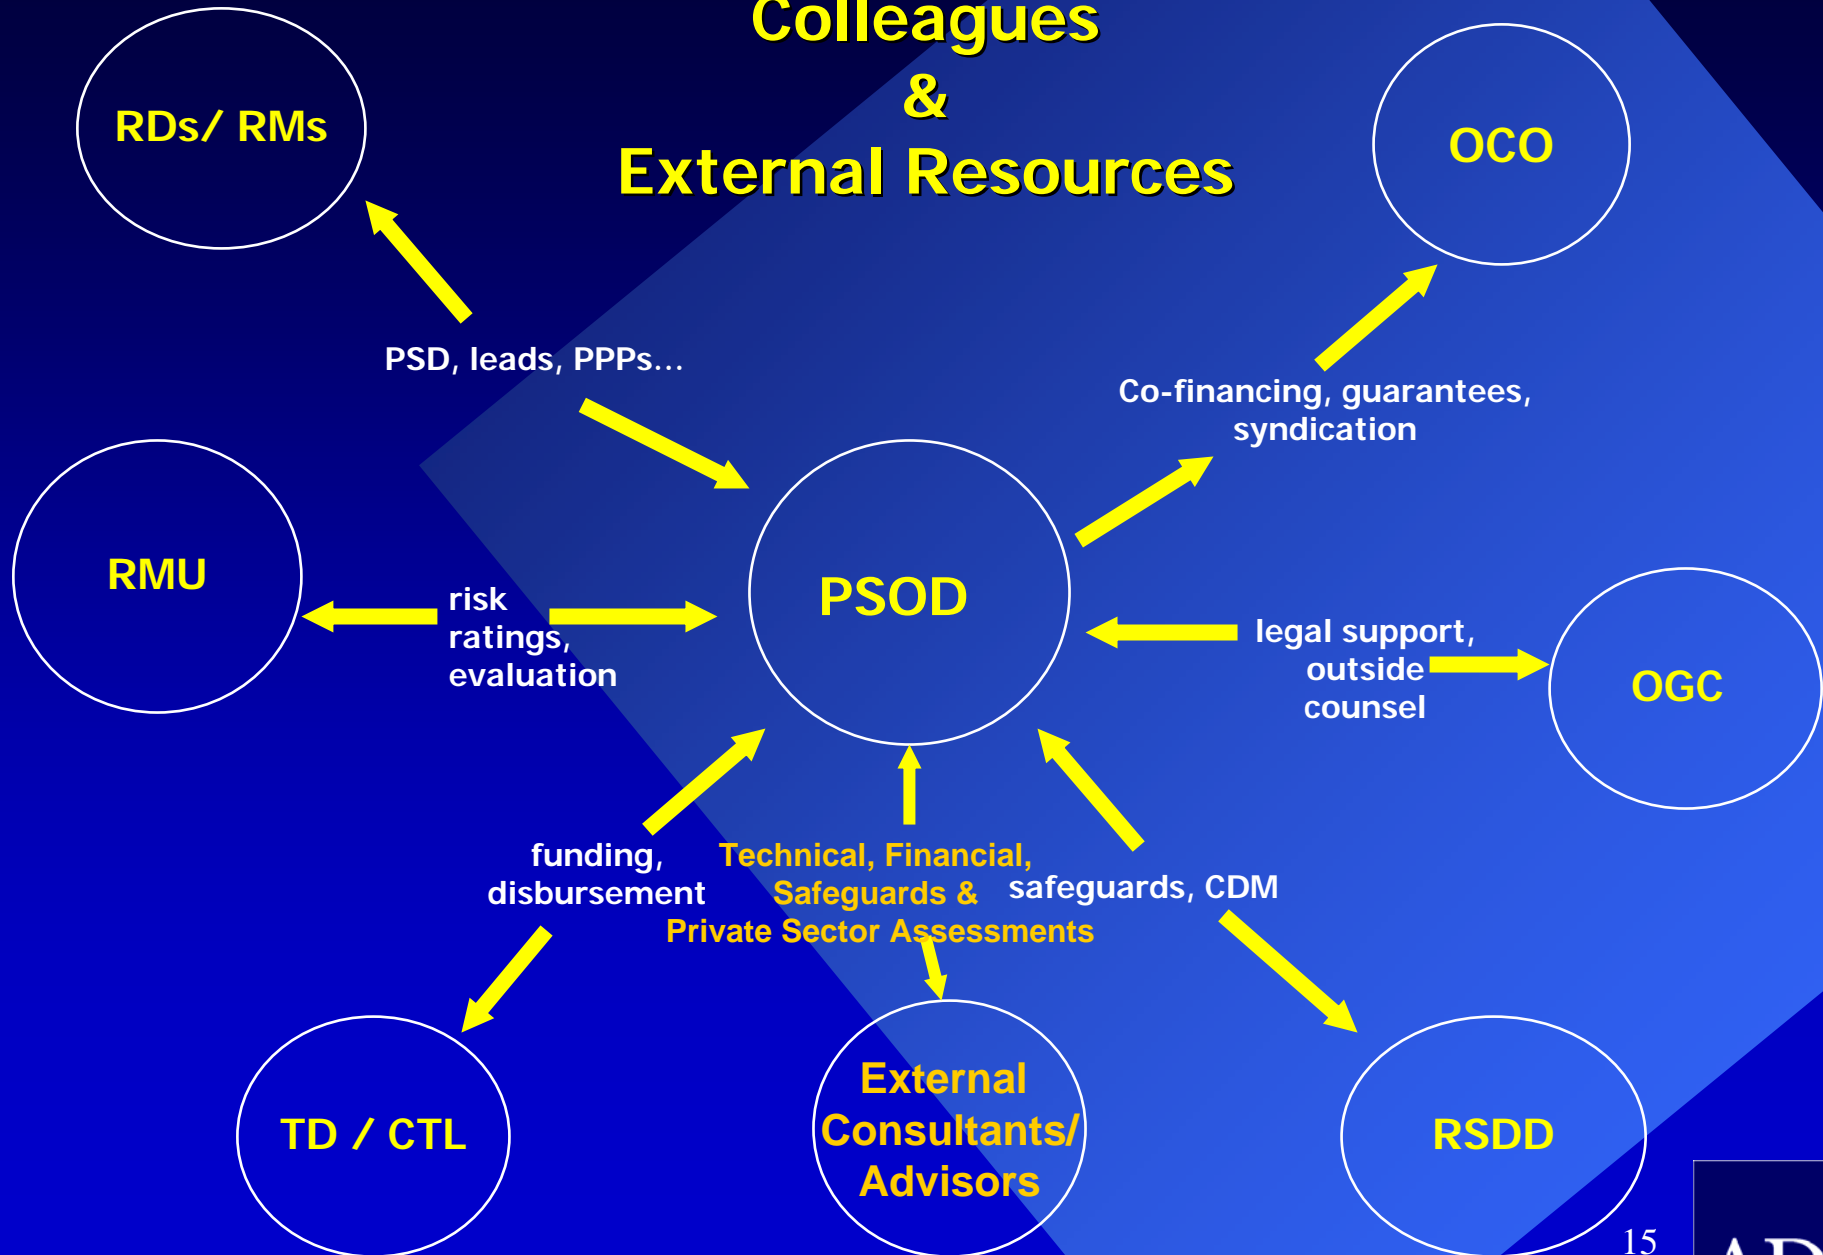 Colleagues
&
External Resources
RDs/ RMs
OCO
PSD, leads, PPPs...
Co-financing, guarantees,
syndication
RMU
risk
ratings,
evaluation
PSOD
legal support,
outside
counsel
OGC
funding,
disbursement
Technical, Financial,
Safeguards &
Private Sector Assessments
safeguards, CDM
TD / CTL
External
Consultants/
Advisors
RSDD
15